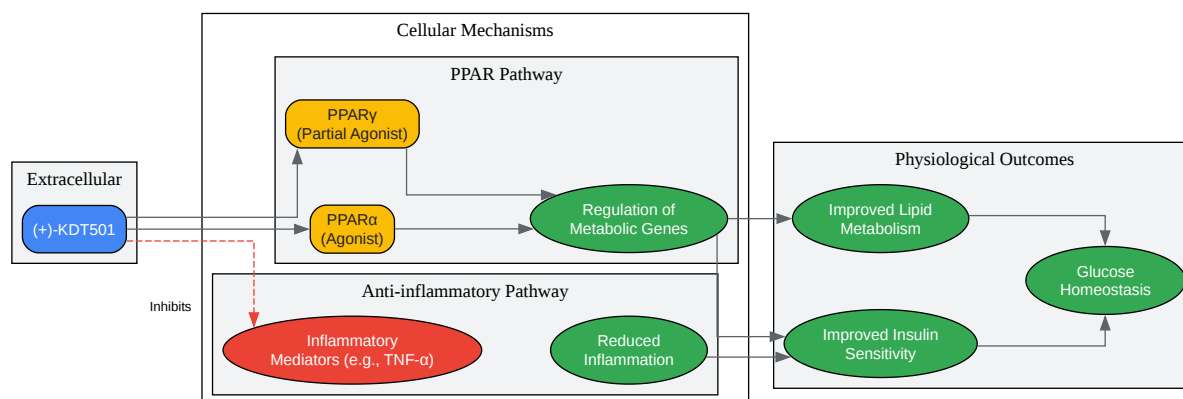 Cellular Mechanisms
PPAR Pathway
PPARγ
(Partial Agonist)
Extracellular
(+)-KDT501
PPARα
(Agonist)
Regulation of
Metabolic Genes
Physiological Outcomes
Improved Lipid
Metabolism
Glucose
Homeostasis
Anti-inflammatory Pathway
Inhibits
Inflammatory
Mediators (e.g., TNF-α)
Reduced
Inflammation
Improved Insulin
Sensitivity